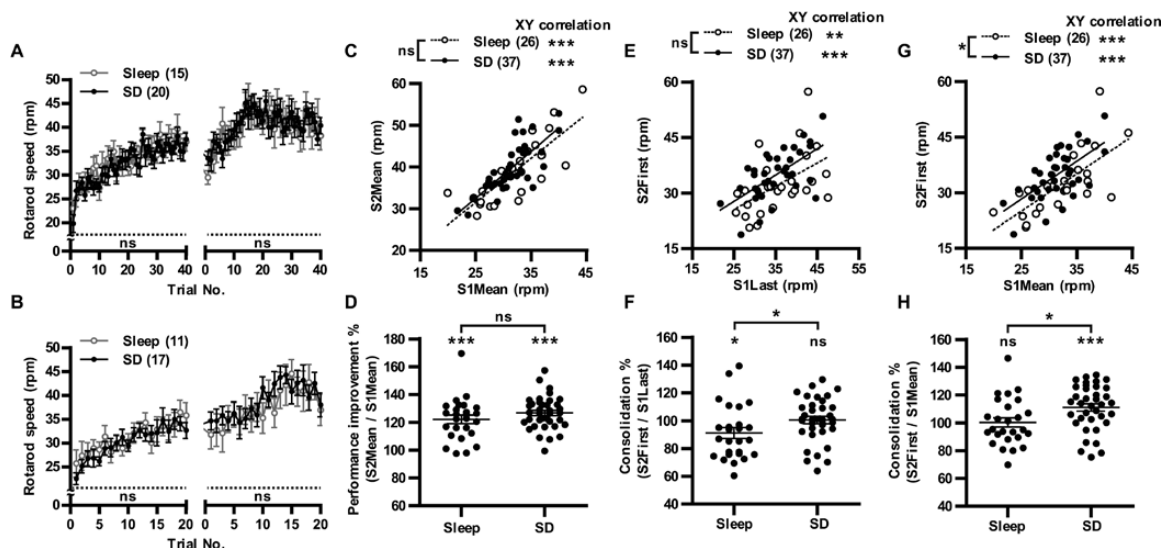 A
Sleep (15)
SD (20)
Rotarod speed (rpm)
50
45
40
35
30
25
20
0
ns
ns
0 10 20 30 40
0 10 20 30 40
Trial No.
B
Sleep (11)
SD (17)
Rotarod speed (rpm)
50
45
40
35
30
25
0
ns
ns
0 5 10 15 20
0 5 10 15 20
Trial No.
C
XY correlation
ns
Sleep (26) ***
SD (37) ***
S2Mean (rpm)
60
50
40
30
20
15 25 35 45
S1Mean (rpm)
D
Performance improvement %
(S2Mean / S1Mean)
ns
*** ***
180
160
140
120
100
80
60
Sleep SD
E
XY correlation
ns
Sleep (26) **
SD (37) ***
S2First (rpm)
60
45
30
15
15 25 35 45 55
S1Last (rpm)
F
Consolidation %
(S2First / S1Last)
*
* ns
180
160
140
120
100
80
60
40
Sleep SD
G
XY correlation
*
Sleep (26) ***
SD (37) ***
S2First (rpm)
60
45
30
15
15 25 35 45
S1Mean (rpm)
H
Consolidation %
(S2First / S1Mean)
*
ns ***
180
160
140
120
100
80
60
40
Sleep SD